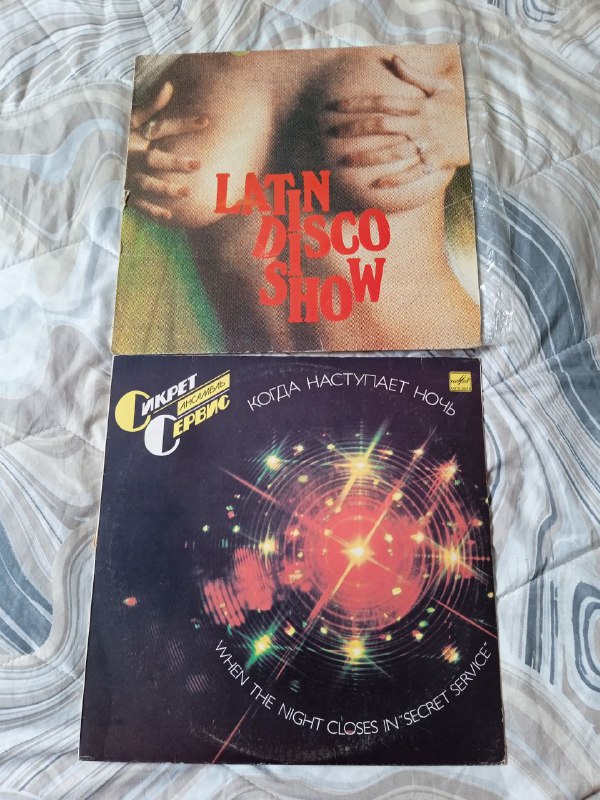 LATIN
DISCO
SHOW
СИКРЕТ
АНСАМБЛЬ
СЕРВИС
КОГДА НАСТУПАЕТ НОЧЬ
WHEN THE NIGHT CLOSES IN "SECRET SERVICE"